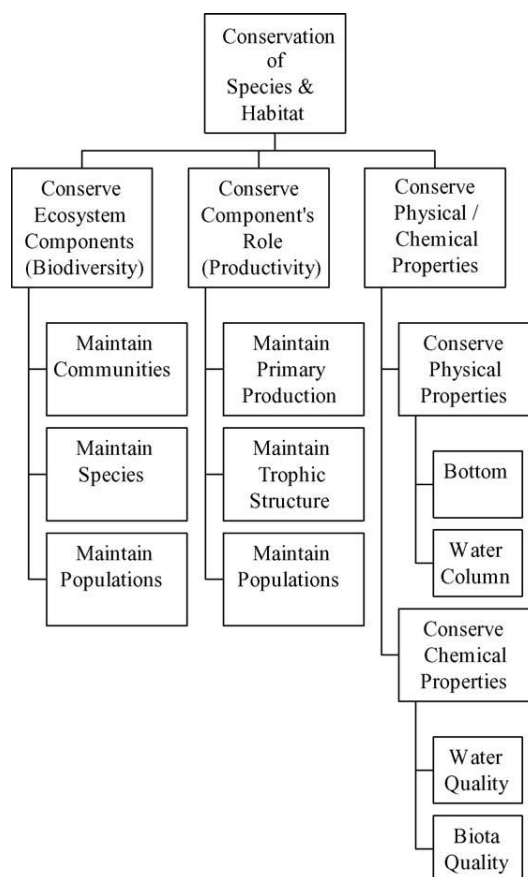 Conservation
of
Species &
Habitat
Conserve
Ecosystem
Components
(Biodiversity)
Conserve
Component's
Role
(Productivity)
Conserve
Physical /
Chemical
Properties
Maintain
Communities
Maintain
Species
Maintain
Populations
Maintain
Primary
Production
Maintain
Trophic
Structure
Maintain
Populations
Conserve
Physical
Properties
Bottom
Water
Column
Conserve
Chemical
Properties
Water
Quality
Biota
Quality